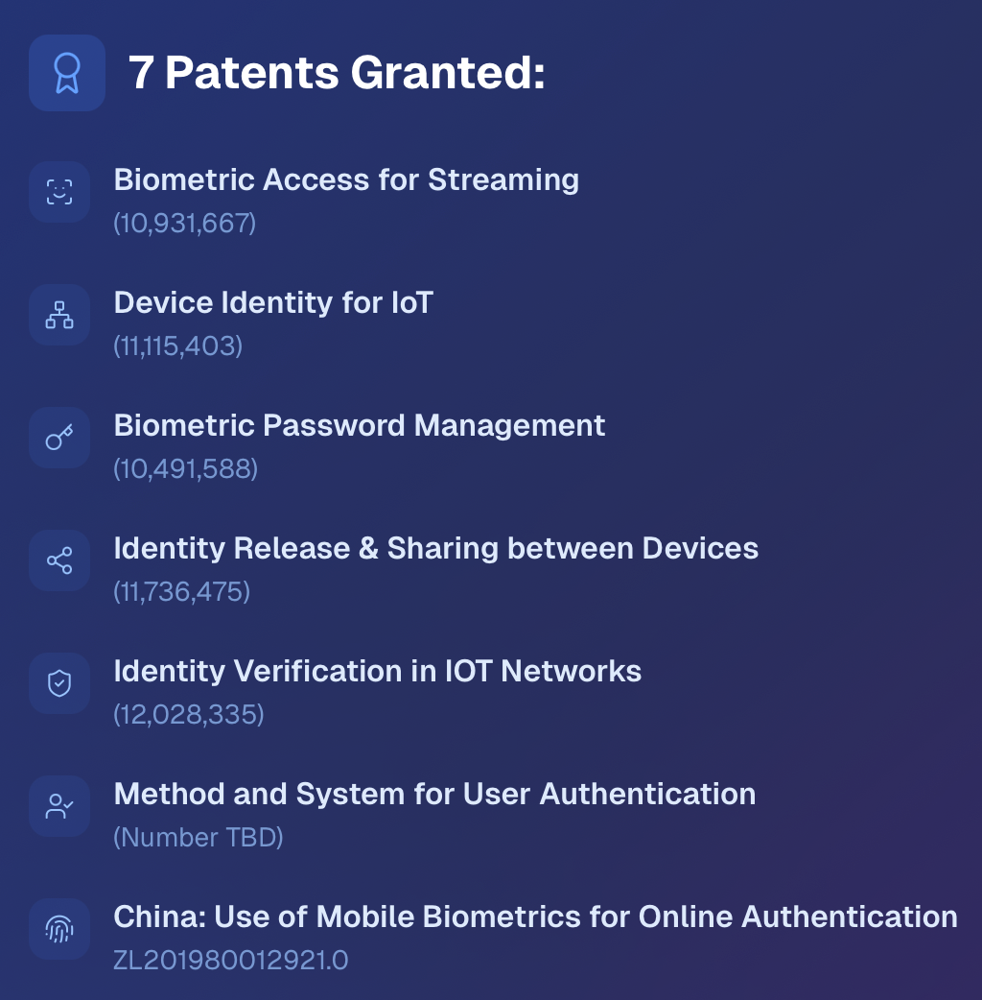 7 Patents Granted:
Biometric Access for Streaming
(10,931,667)
Device Identity for IoT
(11,115,403)
Biometric Password Management
(10,491,588)
Identity Release & Sharing between Devices
(11,736,475)
Identity Verification in IOT Networks
(12,028,335)
Method and System for User Authentication
(Number TBD)
China: Use of Mobile Biometrics for Online Authentication
ZL201980012921.0